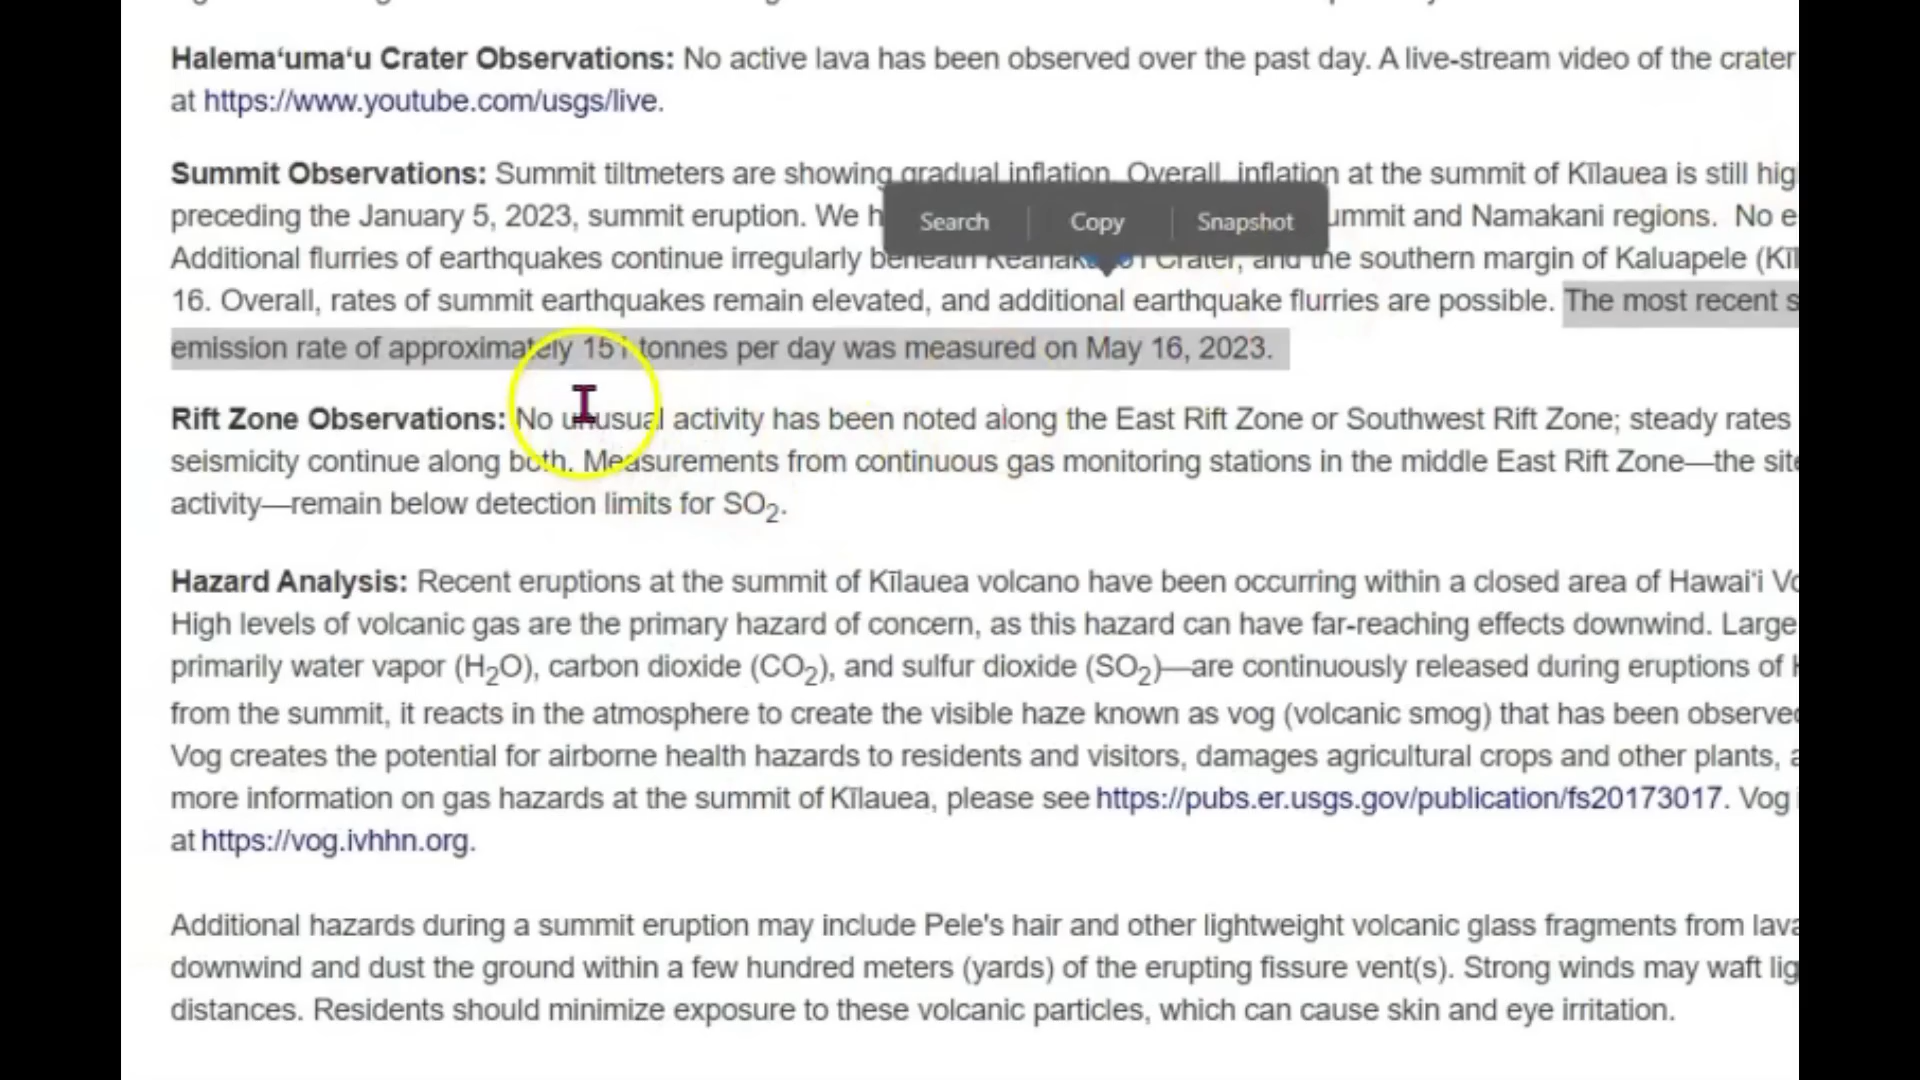 Halemaʻumaʻu Crater Observations: No active lava has been observed over the past day. A live-stream video of the crater
at https://www.youtube.com/usgs/live.
Summit Observations: Summit tiltmeters are showing gradual inflation. Overall, inflation at the summit of Kīlauea is still
preceding the January 5, 2023, summit eruption. We
Search Copy Snapshot
and Namakani regions. No
Additional flurries of earthquakes continue irregularly beneath Crater, and the southern margin of Kaluapele
16. Overall, rates of summit earthquakes remain elevated, and additional earthquake flurries are possible. The most recent
emission rate of approximately tonnes per day was measured on May 16, 2023.
Rift Zone Observations: No unusual activity has been noted along the East Rift Zone or Southwest Rift Zone; steady rates
seismicity continue along both. Measurements from continuous gas monitoring stations in the middle East Rift Zone—the
activity—remain below detection limits for SO2.
Hazard Analysis: Recent eruptions at the summit of Kīlauea volcano have been occurring within a closed area of Hawaiʻi
High levels of volcanic gas are the primary hazard of concern, as this hazard can have far-reaching effects downwind. Large
primarily water vapor (H2O), carbon dioxide (CO2), and sulfur dioxide (SO2)—are continuously released during eruptions of
from the summit, it reacts in the atmosphere to create the visible haze known as vog (volcanic smog) that has been
Vog creates the potential for airborne health hazards to residents and visitors, damages agricultural crops and other plants,
more information on gas hazards at the summit of Kīlauea, please see https://pubs.er.usgs.gov/publication/fs20173017. Vog
at https://vog.ivhhn.org.
Additional hazards during a summit eruption may include Pele's hair and other lightweight volcanic glass fragments from
downwind and dust the ground within a few hundred meters (yards) of the erupting fissure vent(s). Strong winds may waft
distances. Residents should minimize exposure to these volcanic particles, which can cause skin and eye irritation.